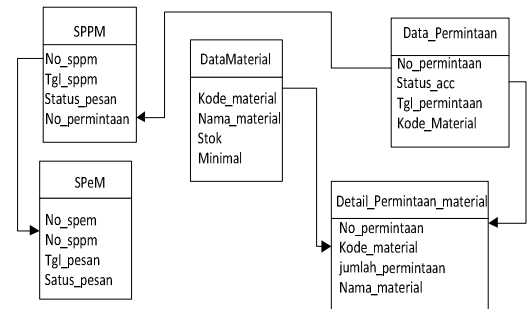 SPPM
No_sppm
Tgl_sppm
Status_pesan
No_permintaan
DataMaterial
Kode_material
Nama_material
Stok
Minimal
Data_Permintaan
No_permintaan
Status_acc
Tgl_permintaan
Kode_Material
SPeM
No_spem
No_sppm
Tgl_pesan
Satus_pesan
Detail_Permintaan_material
No_permintaan
Kode_material
jumlah_permintaan
Nama_material